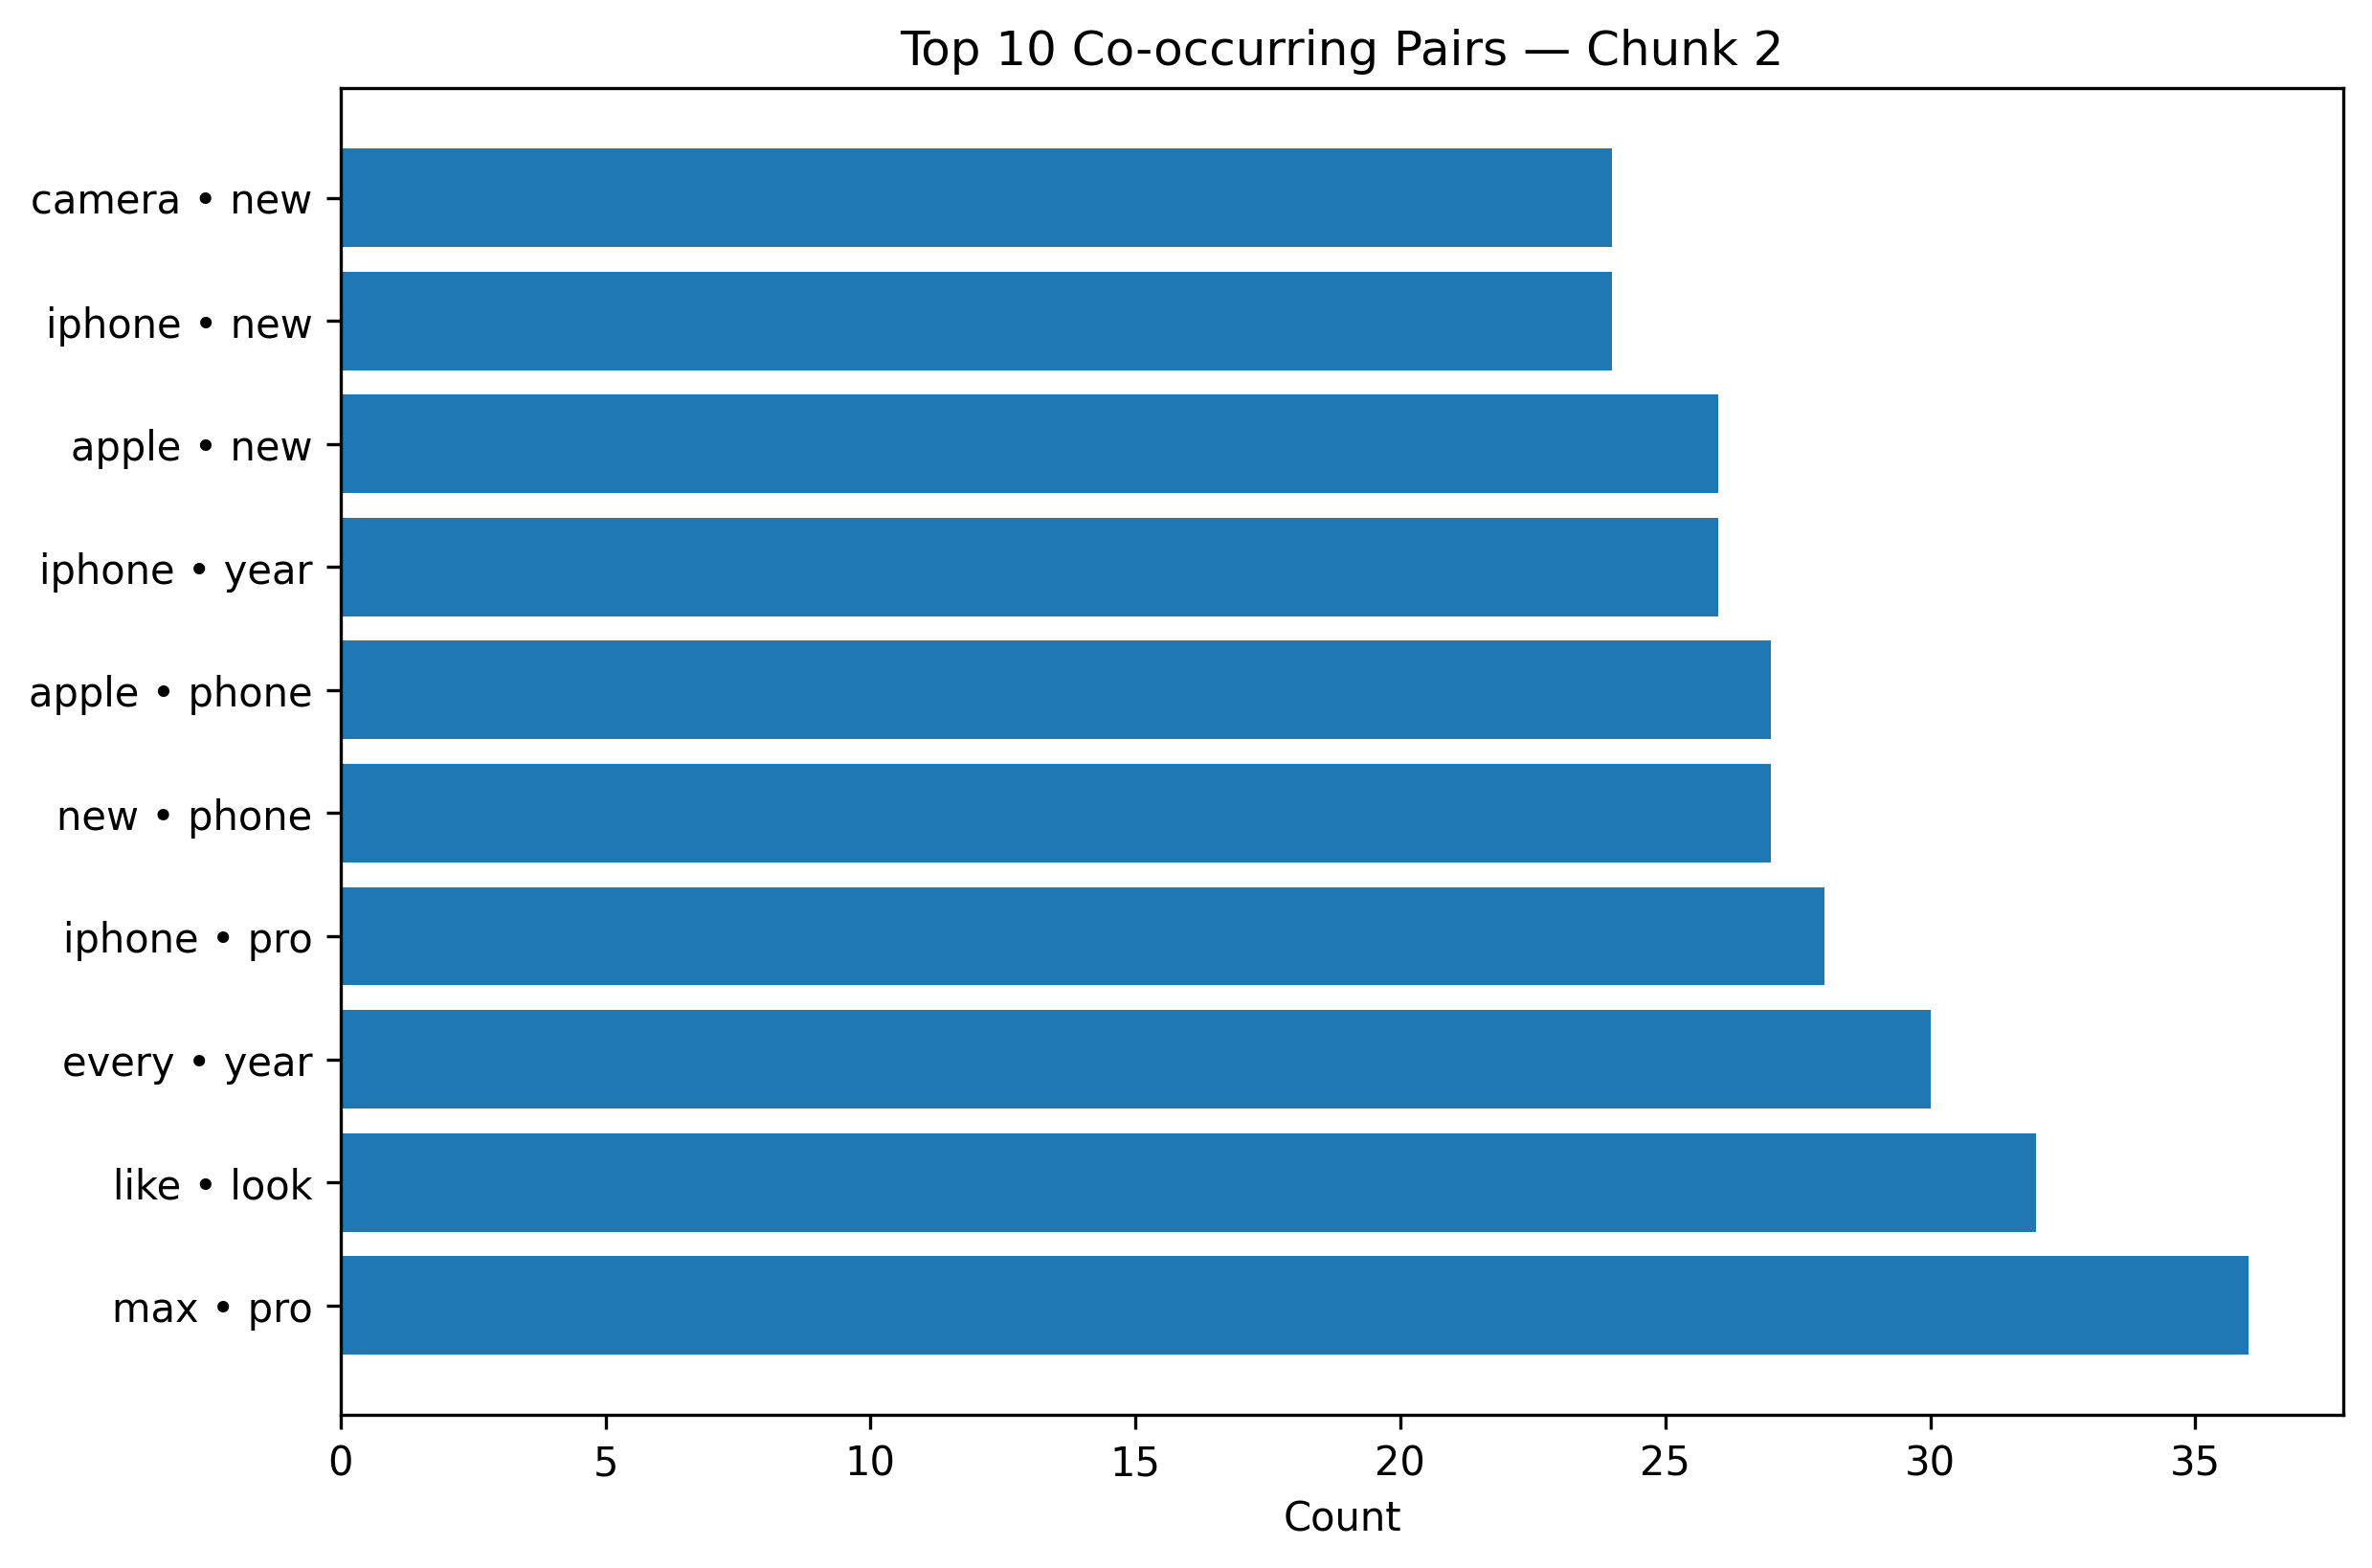 Top 10 Co-occurring Pairs — Chunk 2
camera • new
iphone • new
apple • new
iphone • year
apple • phone
new • phone
iphone • pro
every • year
like • look
max • pro
0 5 10 15 20 25 30 35
Count